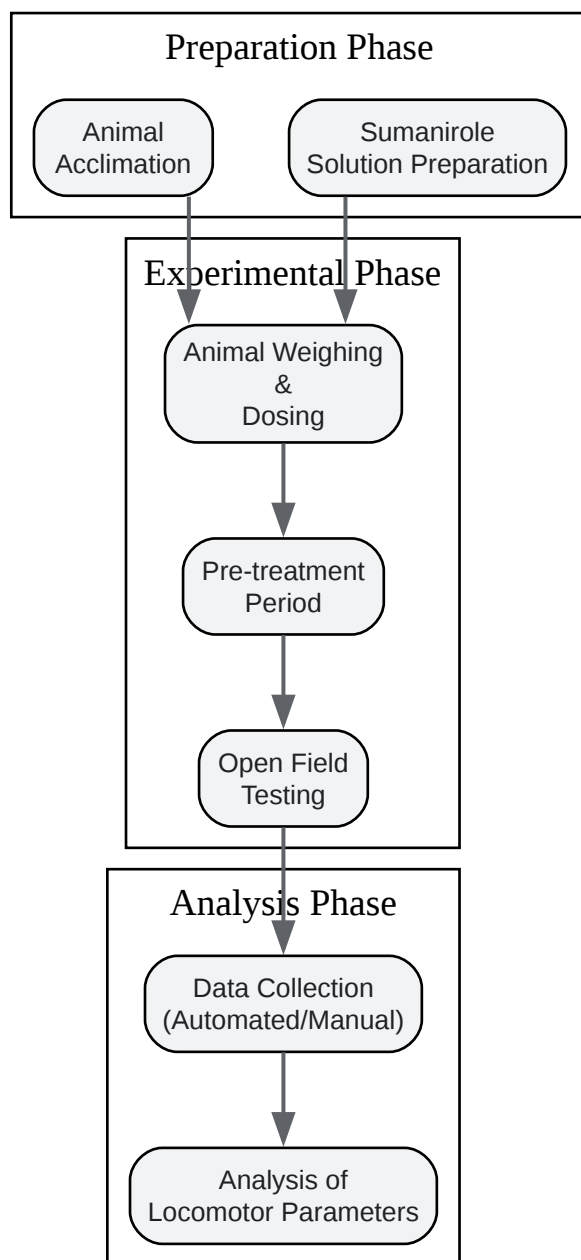 Preparation Phase
Animal
Acclimation
Sumanirole
Solution Preparation
Experimental Phase
Animal Weighing
&
Dosing
Pre-treatment
Period
Open Field
Testing
Analysis Phase
Data Collection
(Automated/Manual)
Analysis of
Locomotor Parameters